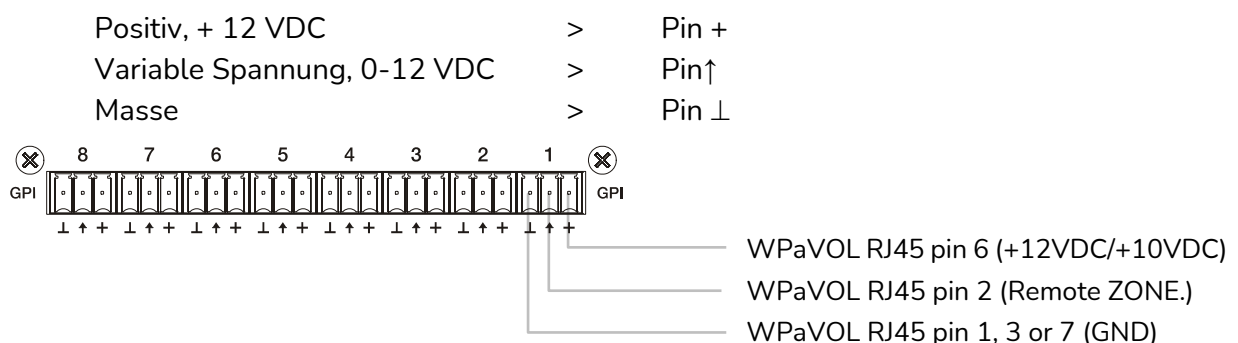 Positiv, + 12 VDC > Pin +
Variable Spannung, 0-12 VDC > Pin↑
Masse > Pin ⊥
8 7 6 5 4 3 2 1
GPI GPI
⊥ ↑ + ⊥ ↑ + ⊥ ↑ + ⊥ ↑ + ⊥ ↑ + ⊥ ↑ + ⊥ ↑ + ⊥ ↑ +
WPaVOL RJ45 pin 6 (+12VDC/+10VDC)
WPaVOL RJ45 pin 2 (Remote ZONE.)
WPaVOL RJ45 pin 1, 3 or 7 (GND)